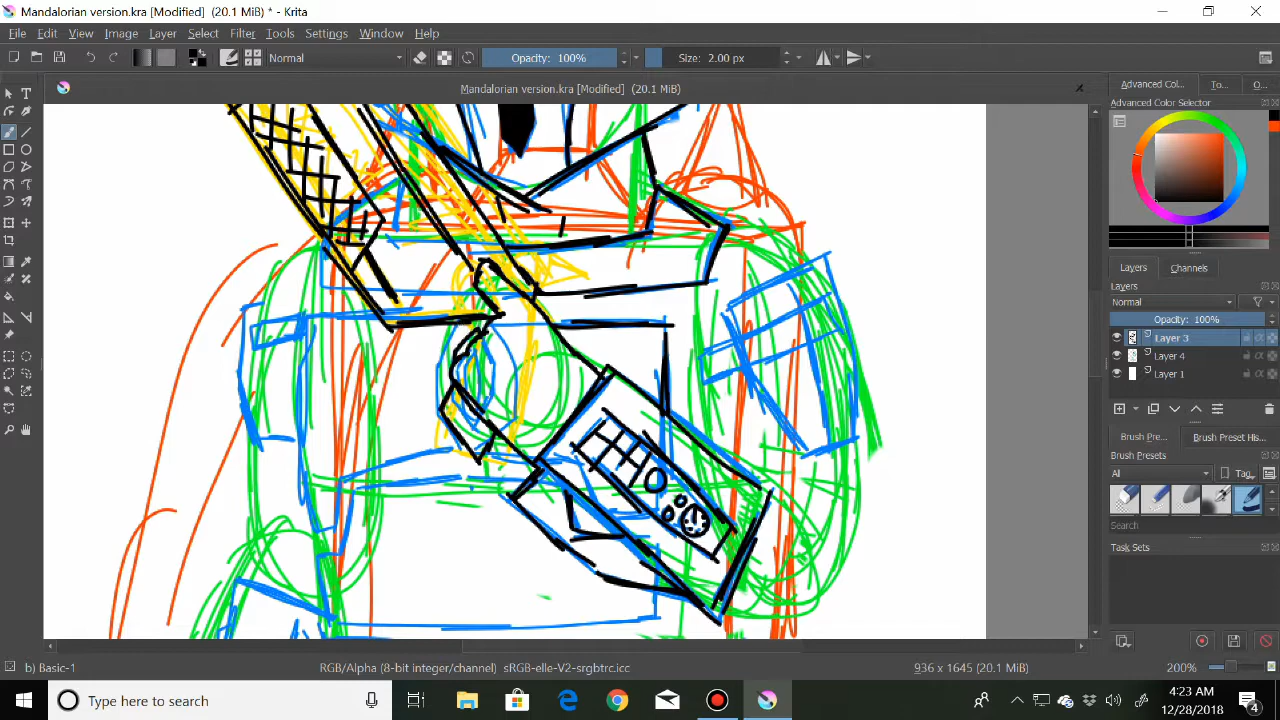 Mandalorian version.kra [Modified] (20.1 MiB) * - Krita
File Edit View Image Layer Select Filter Tools Settings Window Help
Normal Opacity: 100% Size: 2.00 px
Mandalorian version.kra [Modified] (20.1 MiB)
Advanced Col... To... O...
Advanced Color Selector
Layers Channels
Layers
Normal
Opacity: 100%
Layer 3
Layer 4
Layer 1
Brush Pre... Brush Preset His...
Brush Presets
All Tag...
Search
Task Sets
b) Basic-1 RGB/Alpha (8-bit integer/channel) sRGB-elle-V2-srgbtrc.icc 936 x 1645 (20.1 MiB) 200%
Type here to search
4:23 AM
12/28/2018
4